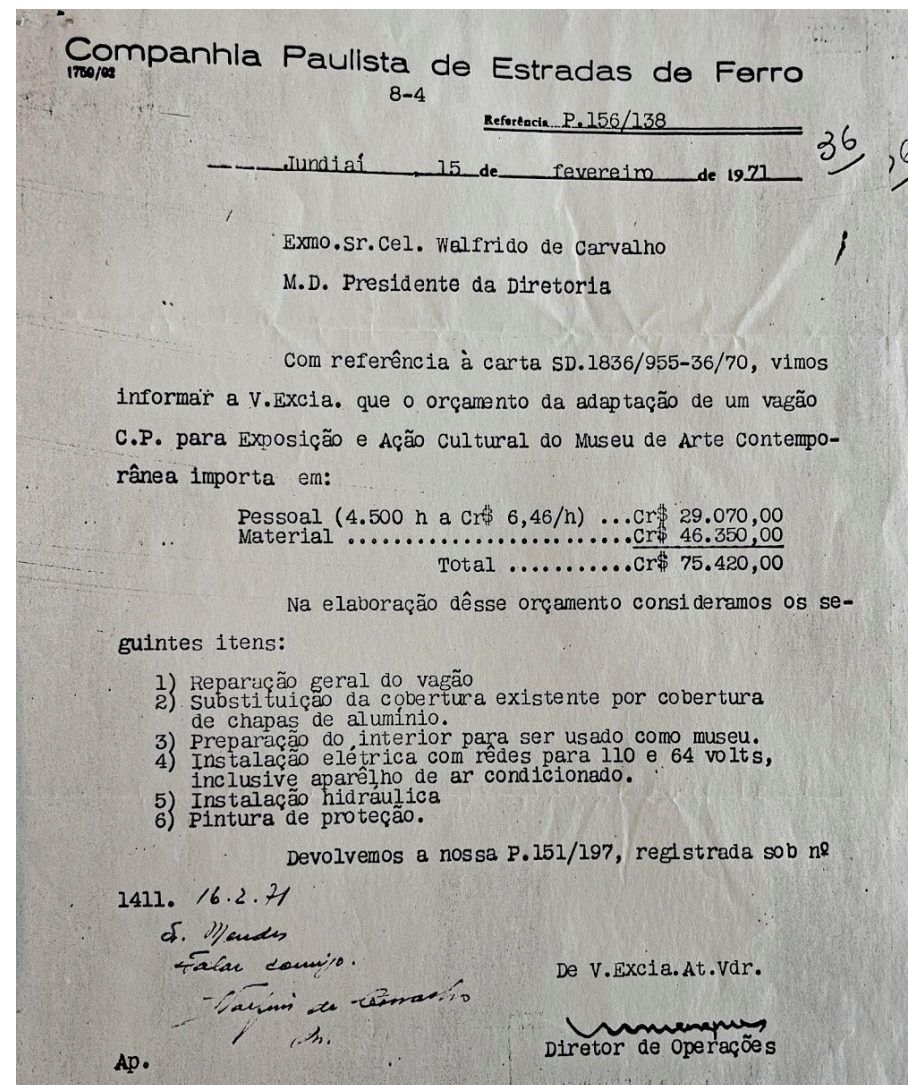 Companhia Paulista de Estradas de Ferro
1750/92
8-4
Referência P.156/138
Jundiaí, 15 de fevereiro de 1971
36
Exmo.Sr.Cel. Walfrido de Carvalho
M.D. Presidente da Diretoria
Com referência à carta SD.1836/955-36/70, vimos
informar a V.Excia. que o orçamento da adaptação de um vagão
C.P. para Exposição e Ação Cultural do Museu de Arte Contempo-
rânea importa em:
Pessoal (4.500 h a Cr$ 6,46/h) ...Cr$ 29.070,00
Material .........................Cr$ 46.350,00
Total ...........Cr$ 75.420,00
Na elaboração dêsse orçamento consideramos os se-
guintes itens:
1) Reparação geral do vagão
2) Substituição da cobertura existente por cobertura
de chapas de alumínio.
3) Preparação do interior para ser usado como museu.
4) Instalação elétrica com rêdes para 110 e 64 volts,
inclusive aparêlho de ar condicionado.
5) Instalação hidráulica
6) Pintura de proteção.
Devolvemos a nossa P.151/197, registrada sob nº
1411. 16.2.71
S. Mendes
Falar comigo.
De V.Excia.At.Vdr.
Diretor de Operações
Ap.